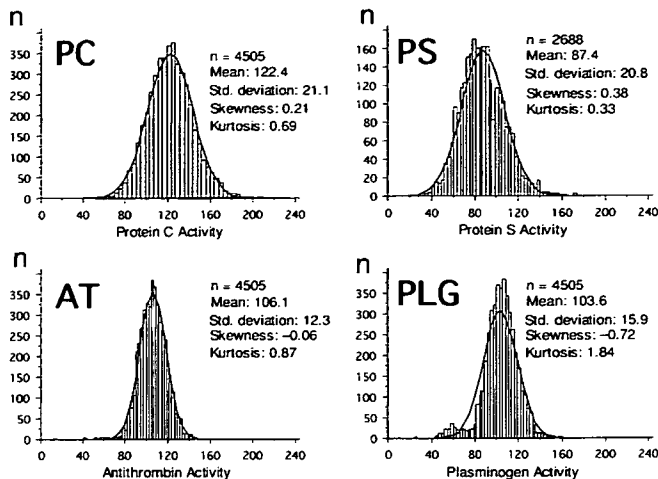 n
PC
n = 4505
Mean: 122.4
Std. deviation: 21.1
Skewness: 0.21
Kurtosis: 0.69
350
300
250
200
150
100
50
0
0 40 80 120 160 200 240
Protein C Activity
n
PS
n = 2688
Mean: 87.4
Std. deviation: 20.8
Skewness: 0.38
Kurtosis: 0.33
160
140
120
100
80
60
40
20
0
0 40 80 120 160 200 240
Protein S Activity
n
AT
n = 4505
Mean: 106.1
Std. deviation: 12.3
Skewness: –0.06
Kurtosis: 0.87
350
300
250
200
150
100
50
0
0 40 80 120 160 200 240
Antithrombin Activity
n
PLG
n = 4505
Mean: 103.6
Std. deviation: 15.9
Skewness: –0.72
Kurtosis: 1.84
350
300
250
200
150
100
50
0
0 40 80 120 160 200 240
Plasminogen Activity